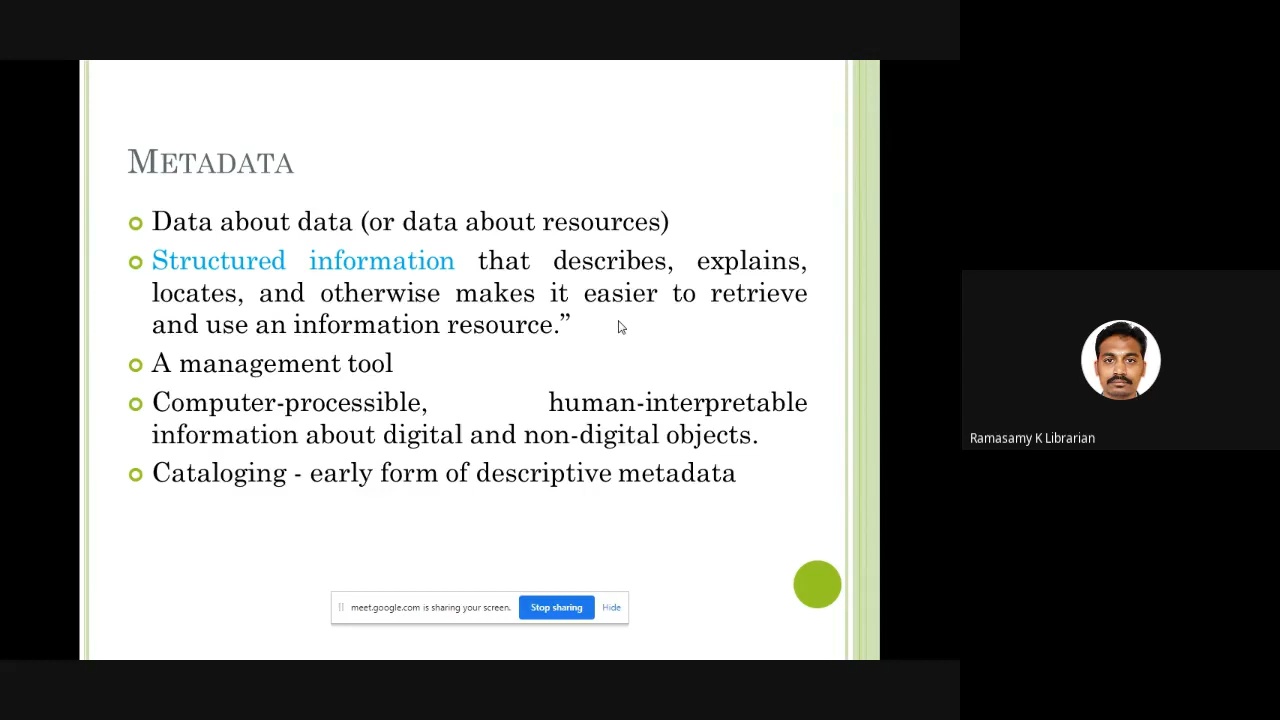 METADATA
Data about data (or data about resources)
Structured information that describes, explains,
locates, and otherwise makes it easier to retrieve
and use an information resource.”
A management tool
Computer-processible, human-interpretable
information about digital and non-digital objects.
Cataloging - early form of descriptive metadata
meet.google.com is sharing your screen. Stop sharing Hide
Ramasamy K Librarian